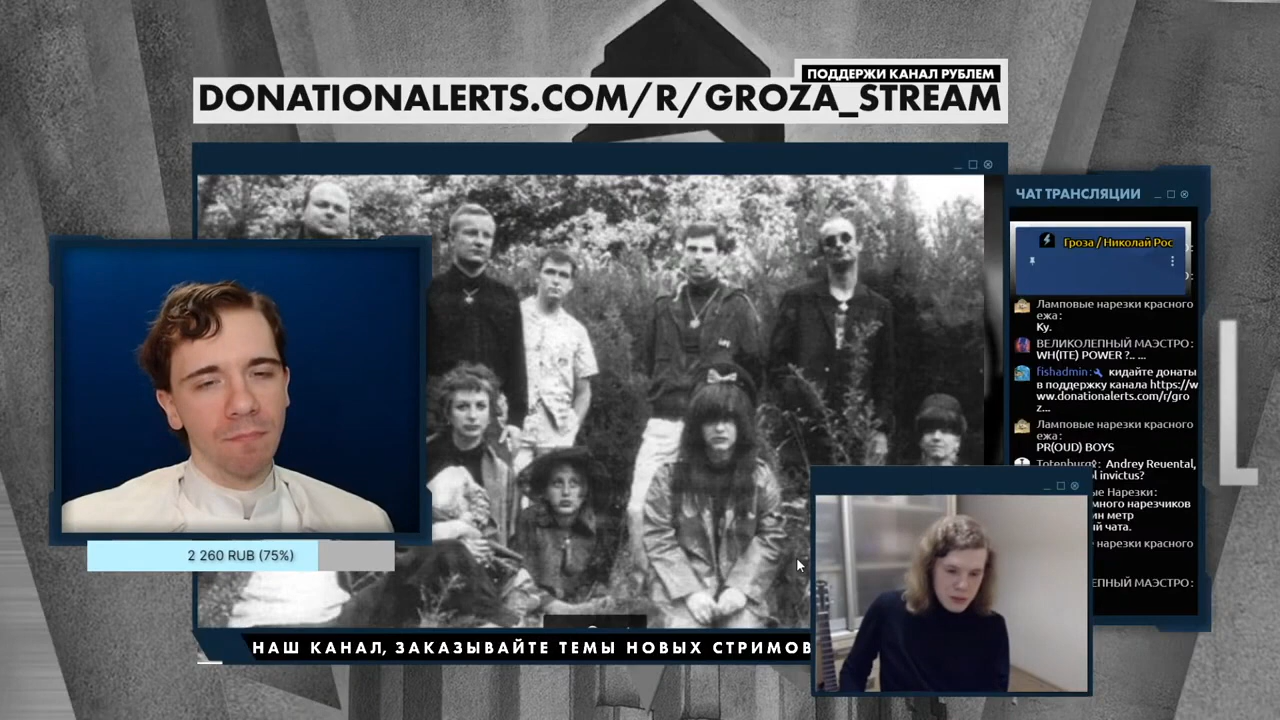 ПОДДЕРЖИ КАНАЛ РУБЛЕМ
DONATIONALERTS.COM/R/GROZA_STREAM
ЧАТ ТРАНСЛЯЦИИ
Гроза / Николай Рос
Ламповые нарезки красного
ежа:
Ку.
ВЕЛИКОЛЕПНЫЙ МАЭСТРО:
WH(ITE) POWER ?.. ...
fishadmin: кидайте донаты
в поддержку канала https://w
ww.donationalerts.com/r/gro
z...
Ламповые нарезки красного
ежа:
PR(OUD) BOYS
Andrey Reuental,
invictus?
Нарезки:
много нарезчиков
метр
чата.
нарезки красного
МАЭСТРО:
2 260 RUB (75%)
НАШ КАНАЛ, ЗАКАЗЫВАЙТЕ ТЕМЫ НОВЫХ СТРИМОВ